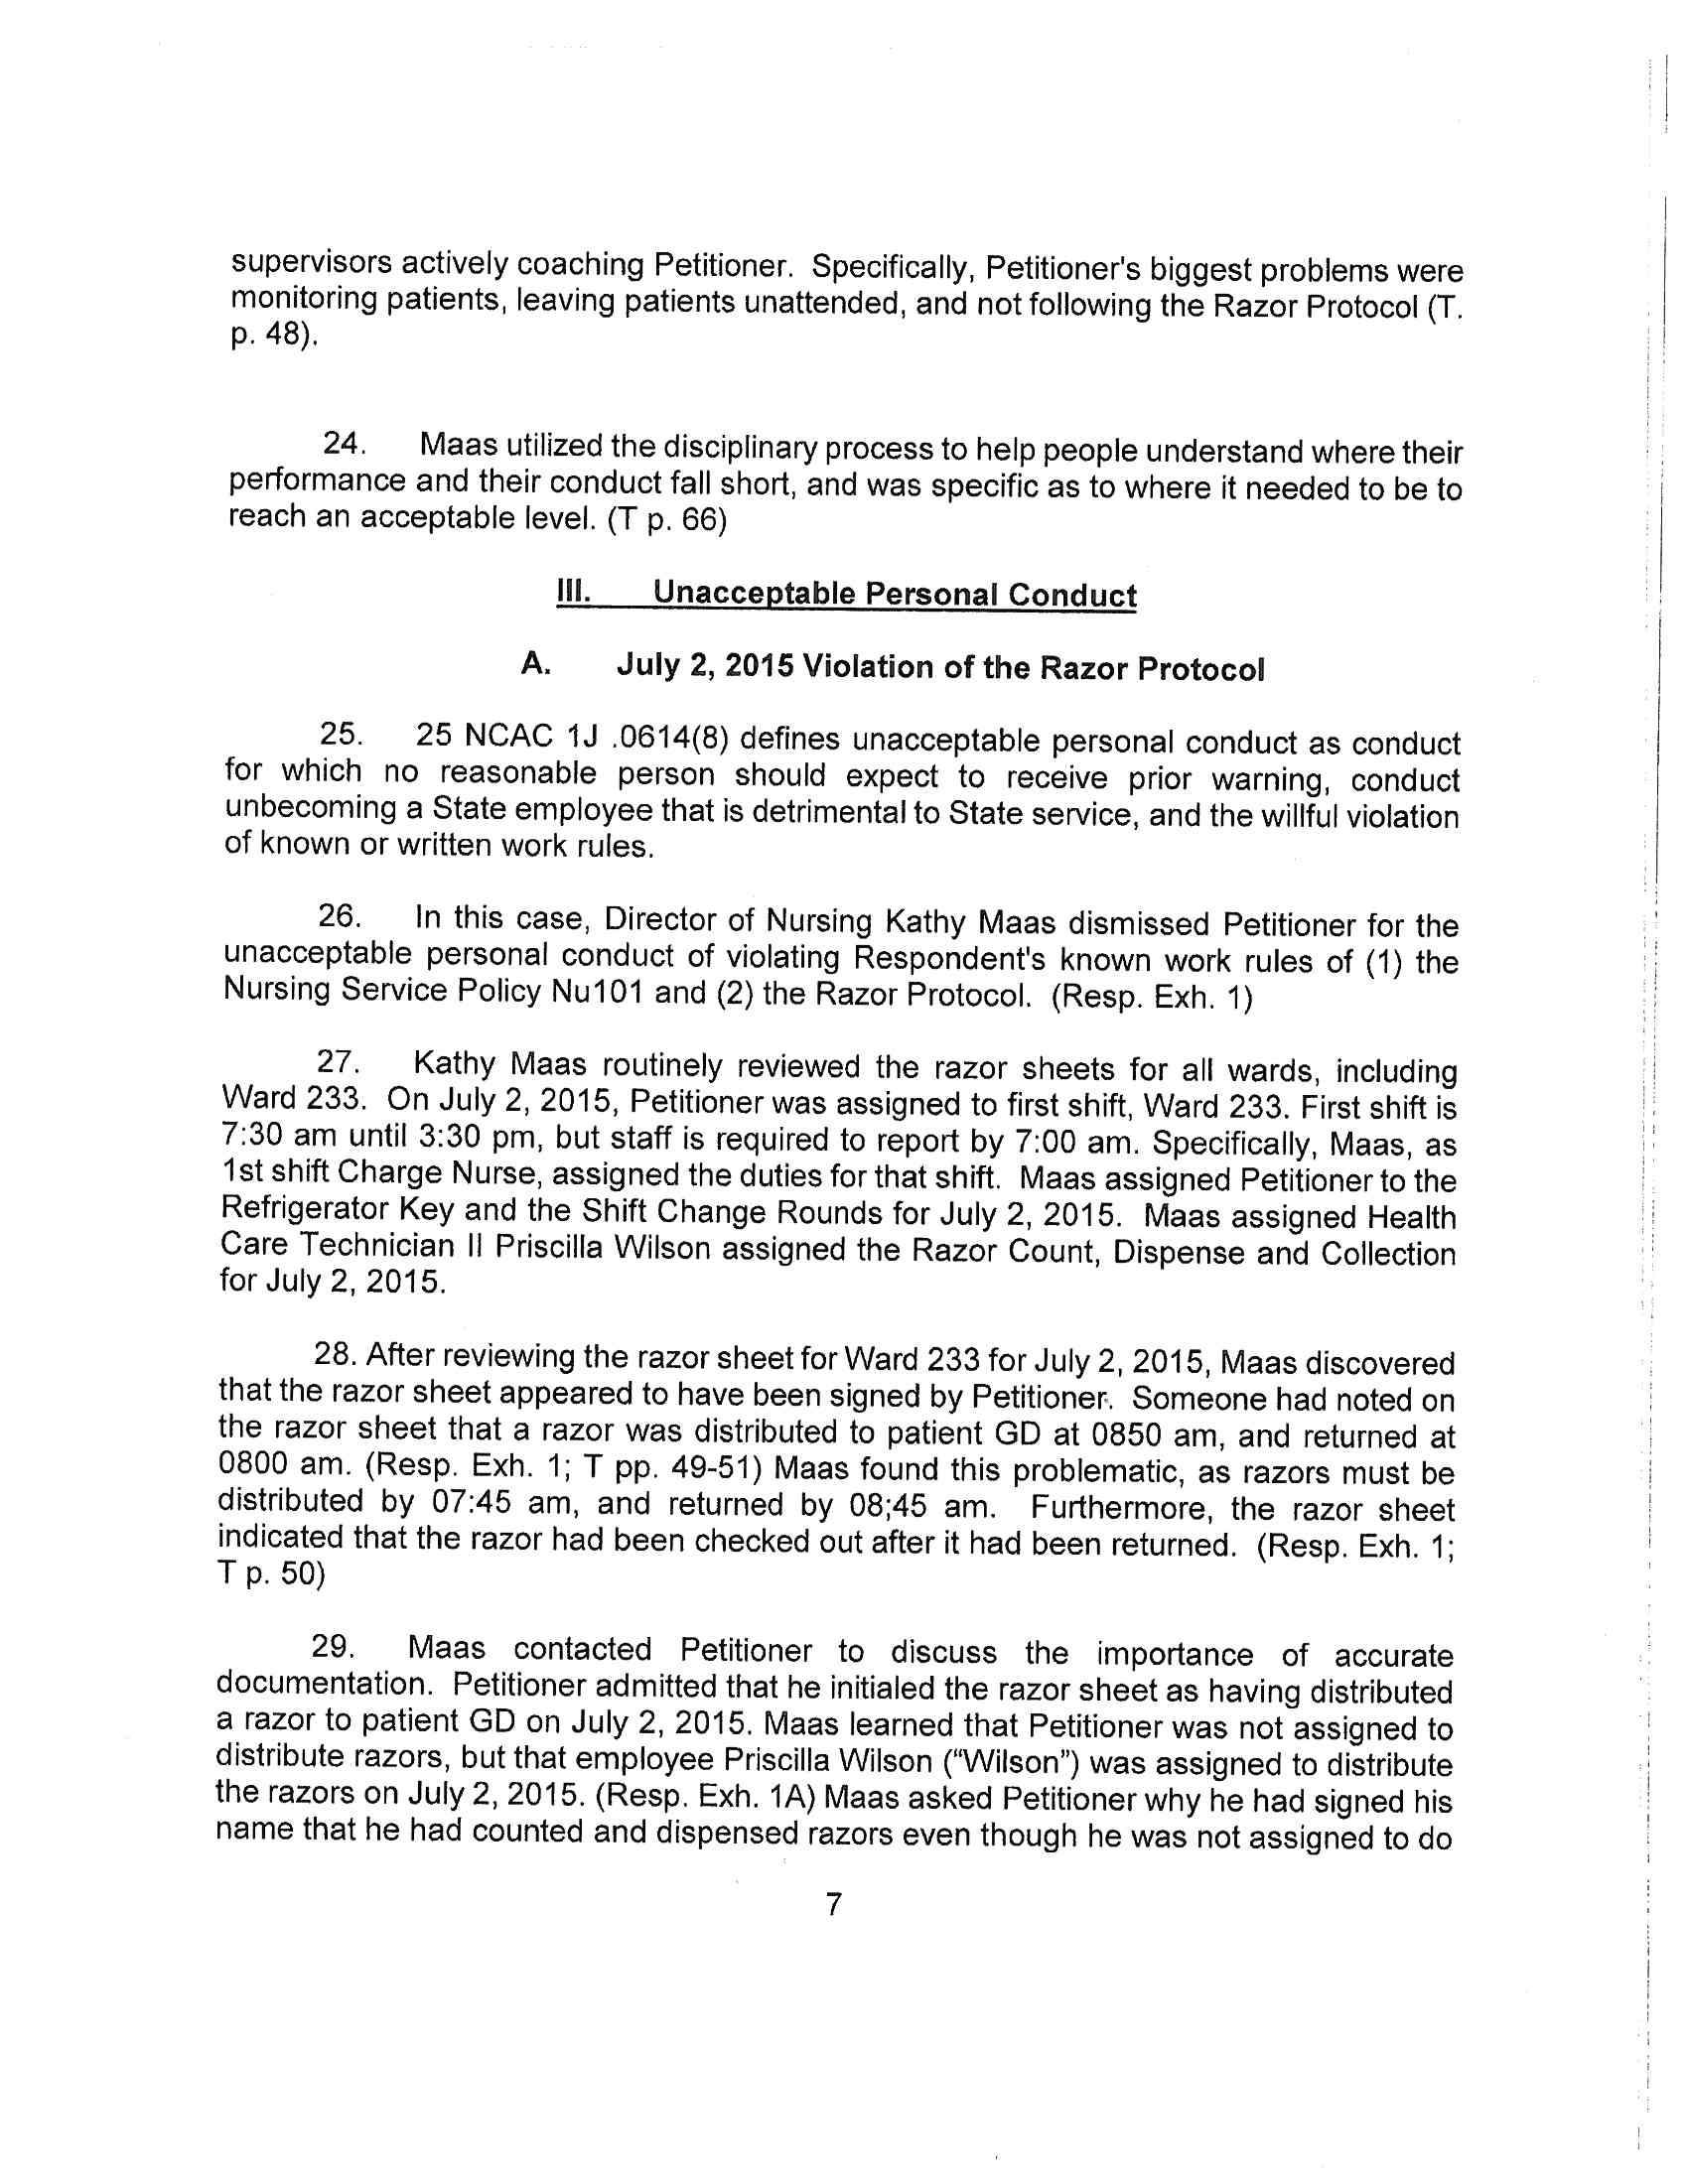 supervisors actively coaching Petitioner. Specifically, Petitioner's biggest problems were
monitoring patients, leaving patients unattended, and not following the Razor Protocol (T.
p. 48).
24. Maas utilized the disciplinary process to help people understand where their
performance and their conduct fall short, and was specific as to where it needed to be to
reach an acceptable level. (T p. 66)
III. Unacceptable Personal Conduct
A. July 2, 2015 Violation of the Razor Protocol
25. 25 NCAC 1J .0614(8) defines unacceptable personal conduct as conduct
for which no reasonable person should expect to receive prior warning, conduct
unbecoming a State employee that is detrimental to State service, and the willful violation
of known or written work rules.
26. In this case, Director of Nursing Kathy Maas dismissed Petitioner for the
unacceptable personal conduct of violating Respondent's known work rules of (1) the
Nursing Service Policy Nu101 and (2) the Razor Protocol. (Resp. Exh. 1)
27. Kathy Maas routinely reviewed the razor sheets for all wards, including
Ward 233. On July 2, 2015, Petitioner was assigned to first shift, Ward 233. First shift is
7:30 am until 3:30 pm, but staff is required to report by 7:00 am. Specifically, Maas, as
1st shift Charge Nurse, assigned the duties for that shift. Maas assigned Petitioner to the
Refrigerator Key and the Shift Change Rounds for July 2, 2015. Maas assigned Health
Care Technician II Priscilla Wilson assigned the Razor Count, Dispense and Collection
for July 2, 2015.
28. After reviewing the razor sheet for Ward 233 for July 2, 2015, Maas discovered
that the razor sheet appeared to have been signed by Petitioner. Someone had noted on
the razor sheet that a razor was distributed to patient GD at 0850 am, and returned at
0800 am. (Resp. Exh. 1; T pp. 49-51) Maas found this problematic, as razors must be
distributed by 07:45 am, and returned by 08;45 am. Furthermore, the razor sheet
indicated that the razor had been checked out after it had been returned. (Resp. Exh. 1;
T p. 50)
29. Maas contacted Petitioner to discuss the importance of accurate
documentation. Petitioner admitted that he initialed the razor sheet as having distributed
a razor to patient GD on July 2, 2015. Maas learned that Petitioner was not assigned to
distribute razors, but that employee Priscilla Wilson ("Wilson") was assigned to distribute
the razors on July 2, 2015. (Resp. Exh. 1A) Maas asked Petitioner why he had signed his
name that he had counted and dispensed razors even though he was not assigned to do
7